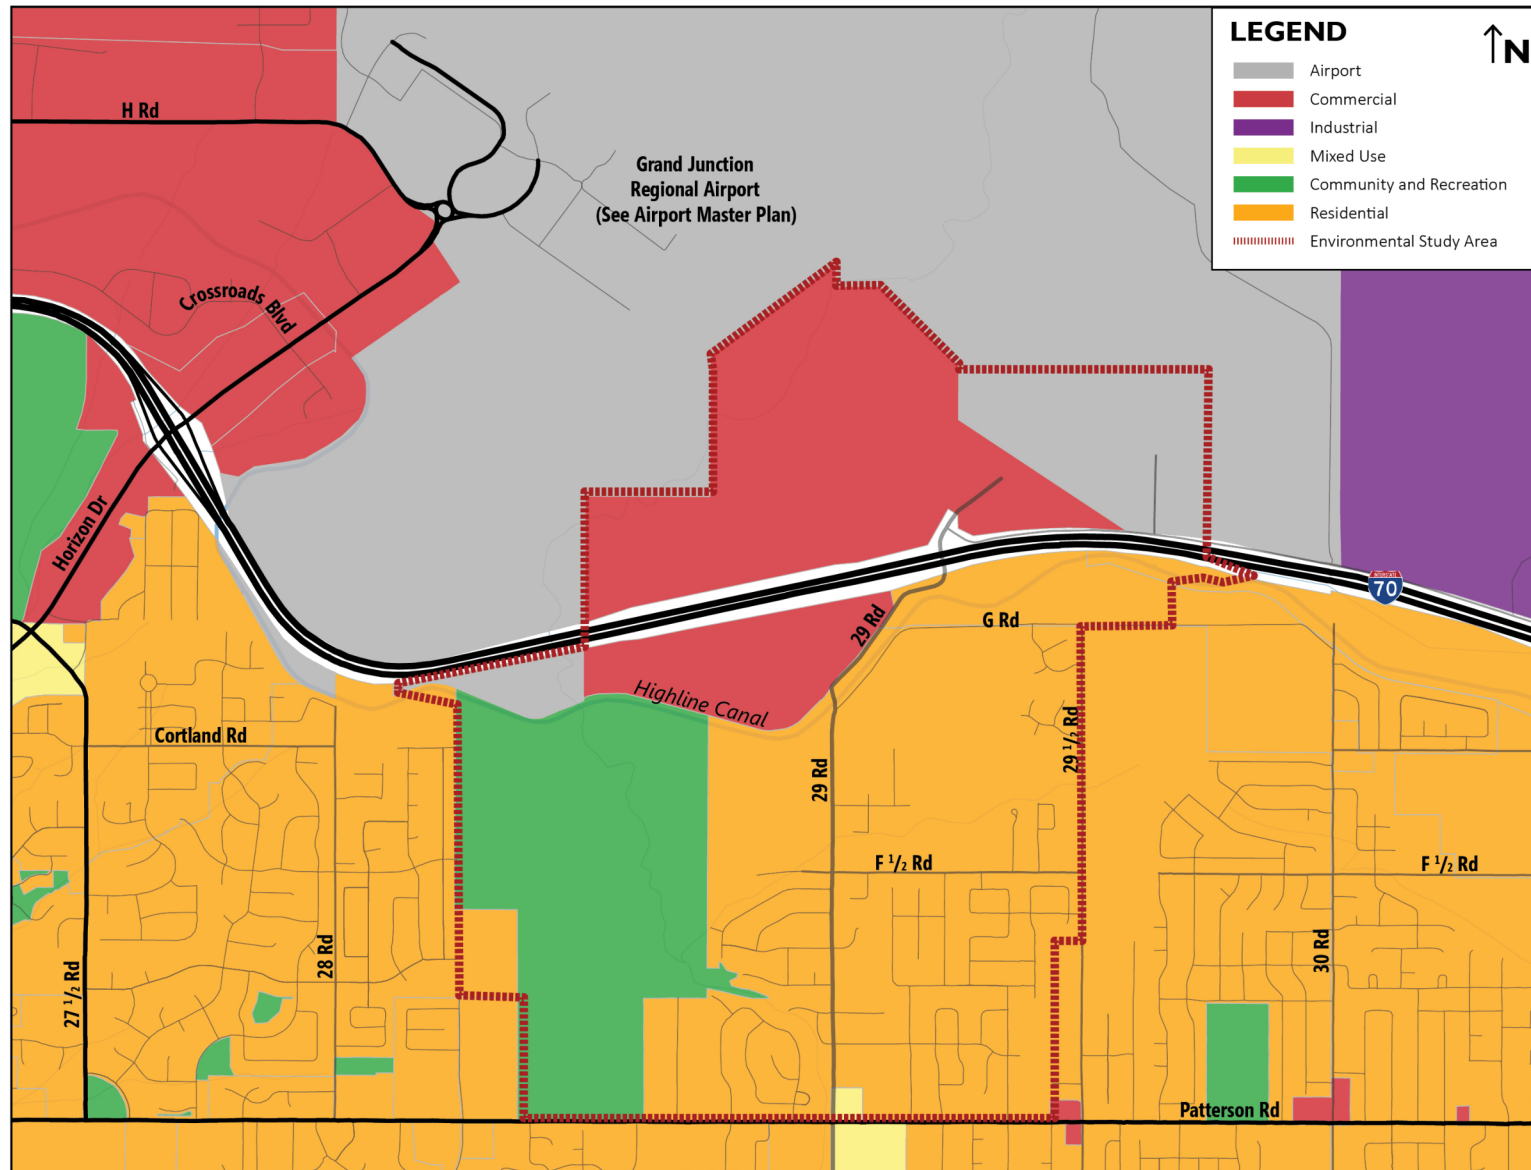 LEGEND
N
Airport
Commercial
Industrial
Mixed Use
Community and Recreation
Residential
Environmental Study Area
H Rd
Grand Junction
Regional Airport
(See Airport Master Plan)
Crossroads Blvd
Horizon Dr
INTERSTATE
70
29 Rd
G Rd
Highline Canal
Cortland Rd
29 1/2 Rd
29 Rd
F 1/2 Rd
F 1/2 Rd
28 Rd
30 Rd
27 1/2 Rd
Patterson Rd